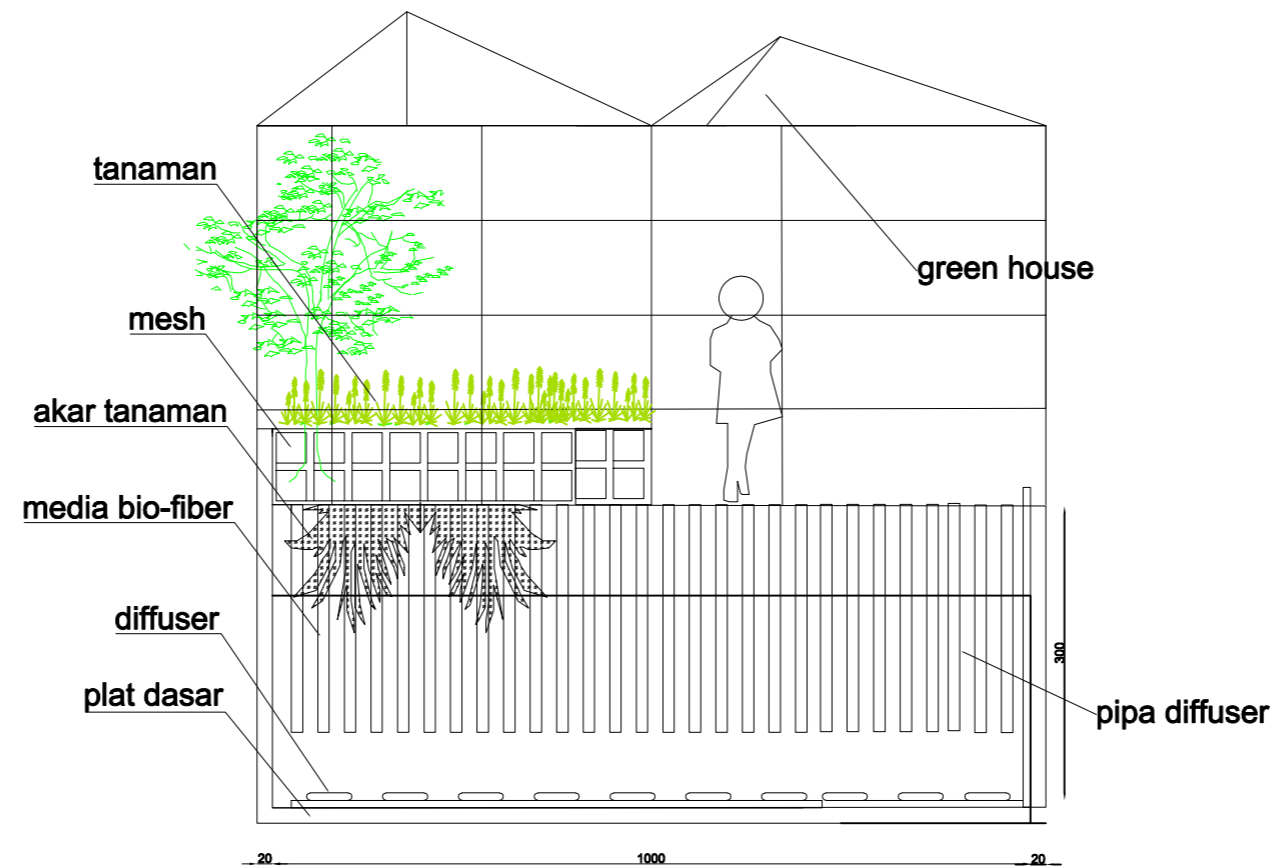 tanaman
green house
mesh
akar tanaman
media bio-fiber
diffuser
300
plat dasar
pipa diffuser
20
1000
20